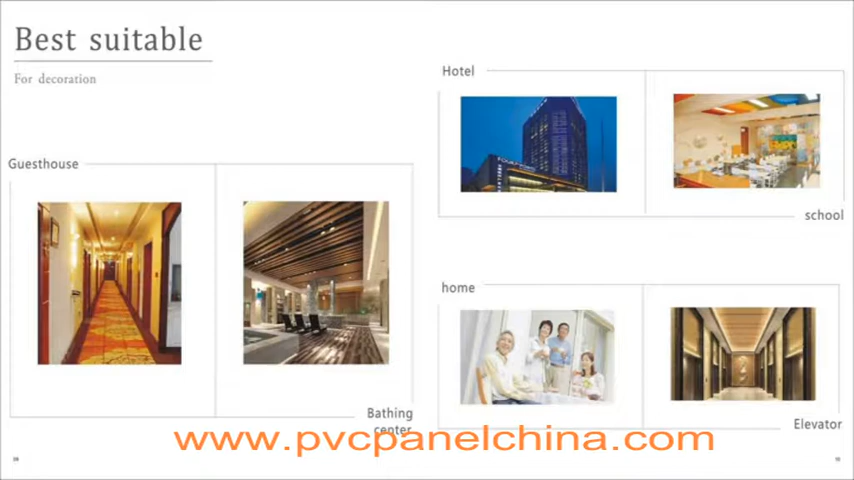 Best suitable
For decoration
Guesthouse
Bathing
center
Hotel
school
home
Elevator
www.pvcpanelchina.com